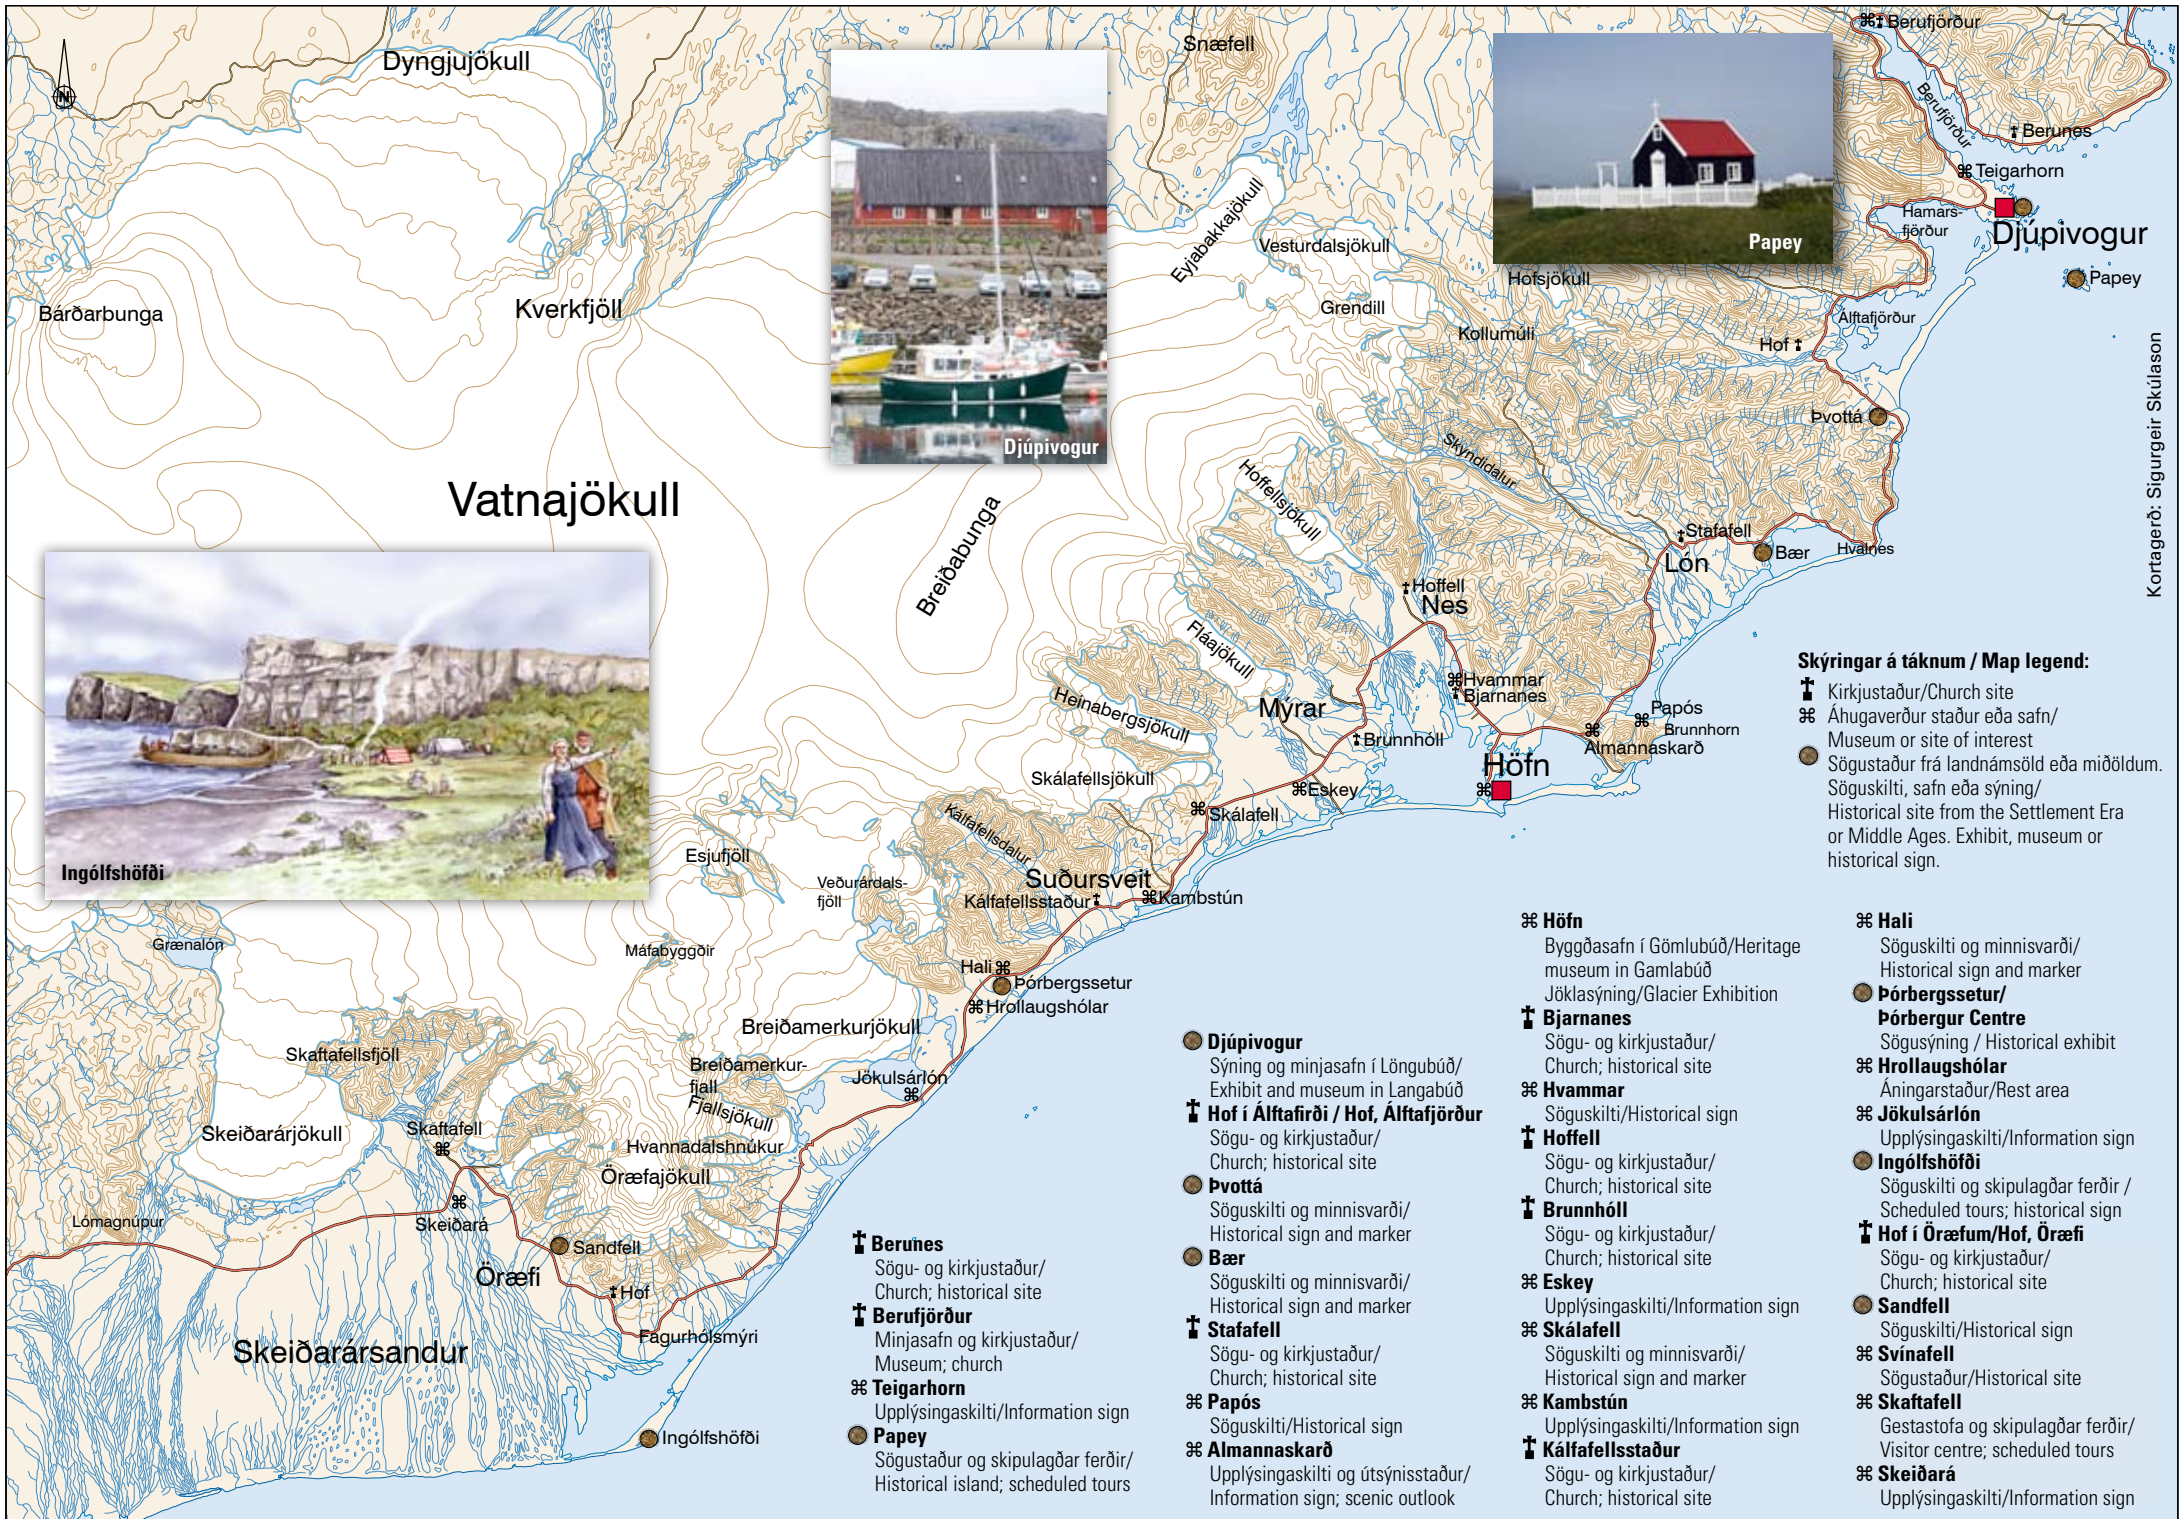 Dyngjujökull
Snæfell
Berufjörður
Berufjörður
Berunes
Teigarhorn
Hamars-
fjörður
Djúpivogur
Papey
Papey
Eyjabakkajökull
Vesturdalsjökull
Grendill
Hofsjökull
Kollumúli
Álftafjörður
Hof
Bárðarbunga
Kverkfjöll
Djúpivogur
Þvottá
Skyndidalur
Vatnajökull
Breiðabunga
Hoffellsjökull
Stafafell
Lón
Bær
Hvalnes
Kortagerð: Sigurgeir Skúlason
Hoffell
Nes
Fláajökull
Heinabergsjökull
Mýrar
Hvammar
Bjarnanes
Papós
Brunnhorn
Almannaskarð
Brunnhóll
Höfn
Skálafellsjökull
Eskey
Skálafell
Ingólfshöfði
Esjufjöll
Kálfafellsdalur
Veðurárdals-
fjöll
Suðursveit
Kálfafellsstaður
Kambstún
Grænalón
Máfabyggðir
Hali
Þórbergssetur
Hrollaugshólar
Breiðamerkurjökull
Skaftafellsfjöll
Breiðamerkur-
fjall
Jökulsárlón
Fjallsjökull
Skeiðarárjökull
Skaftafell
Hvannadalshnúkur
Öræfajökull
Lómagnúpur
Skeiðará
Sandfell
Öræfi
Hof
Fagurhólsmýri
Skeiðarársandur
Ingólfshöfði
N
Skýringar á táknum / Map legend:
Kirkjustaður/Church site
⌘ Áhugaverður staður eða safn/
Museum or site of interest
Sögustaður frá landnámsöld eða miðöldum.
Söguskilti, safn eða sýning/
Historical site from the Settlement Era
or Middle Ages. Exhibit, museum or
historical sign.
Berunes
Sögu- og kirkjustaður/
Church; historical site
Berufjörður
Minjasafn og kirkjustaður/
Museum; church
⌘ Teigarhorn
Upplýsingaskilti/Information sign
Papey
Sögustaður og skipulagðar ferðir/
Historical island; scheduled tours
Djúpivogur
Sýning og minjasafn í Löngubúð/
Exhibit and museum in Langabúð
Hof í Álftafirði / Hof, Álftafjörður
Sögu- og kirkjustaður/
Church; historical site
Þvottá
Söguskilti og minnisvarði/
Historical sign and marker
Bær
Söguskilti og minnisvarði/
Historical sign and marker
Stafafell
Sögu- og kirkjustaður/
Church; historical site
⌘ Papós
Söguskilti/Historical sign
⌘ Almannaskarð
Upplýsingaskilti og útsýnisstaður/
Information sign; scenic outlook
⌘ Höfn
Byggðasafn í Gömlubúð/Heritage
museum in Gamlabúð
Jöklasýning/Glacier Exhibition
Bjarnanes
Sögu- og kirkjustaður/
Church; historical site
⌘ Hvammar
Söguskilti/Historical sign
Hoffell
Sögu- og kirkjustaður/
Church; historical site
Brunnhóll
Sögu- og kirkjustaður/
Church; historical site
⌘ Eskey
Upplýsingaskilti/Information sign
⌘ Skálafell
Söguskilti og minnisvarði/
Historical sign and marker
⌘ Kambstún
Upplýsingaskilti/Information sign
Kálfafellsstaður
Sögu- og kirkjustaður/
Church; historical site
⌘ Hali
Söguskilti og minnisvarði/
Historical sign and marker
Þórbergssetur/
Þórbergur Centre
Sögusýning / Historical exhibit
⌘ Hrollaugshólar
Áningarstaður/Rest area
⌘ Jökulsárlón
Upplýsingaskilti/Information sign
Ingólfshöfði
Söguskilti og skipulagðar ferðir /
Scheduled tours; historical sign
Hof í Öræfum/Hof, Öræfi
Sögu- og kirkjustaður/
Church; historical site
Sandfell
Söguskilti/Historical sign
⌘ Svínafell
Sögustaður/Historical site
⌘ Skaftafell
Gestastofa og skipulagðar ferðir/
Visitor centre; scheduled tours
⌘ Skeiðará
Upplýsingaskilti/Information sign